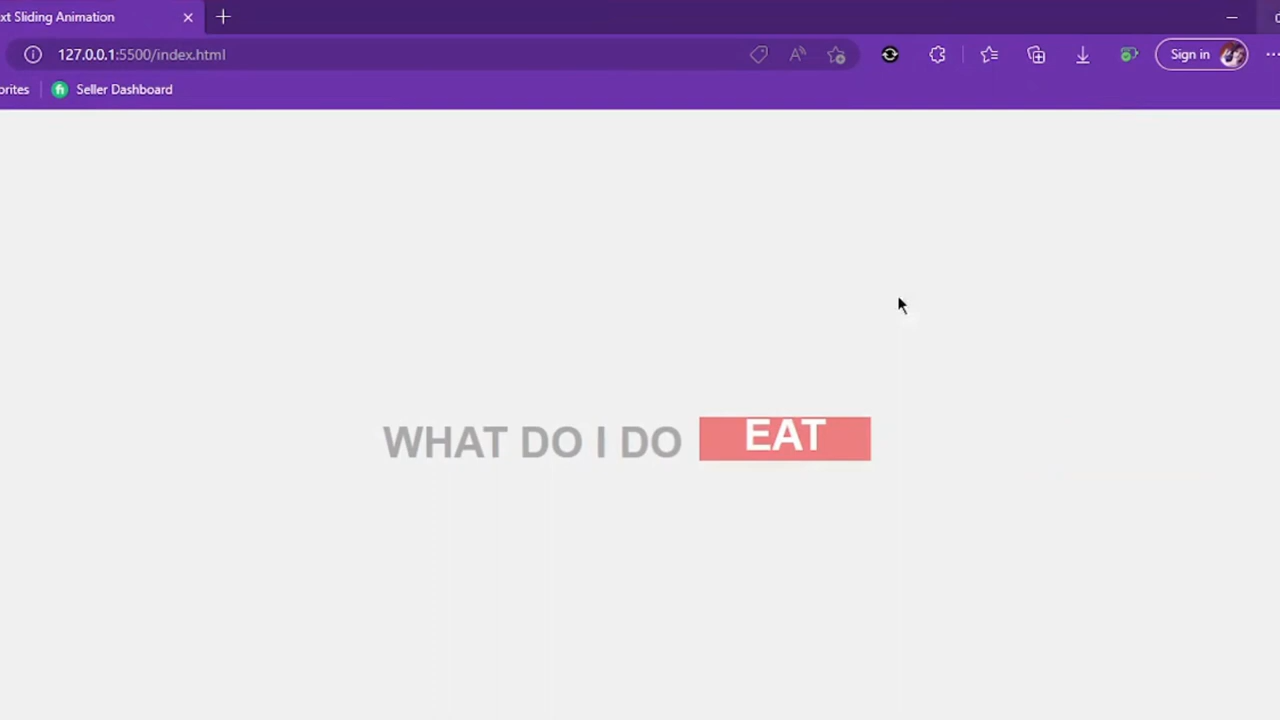 xt Sliding Animation
127.0.0.1:5500/index.html
Sign in
orites
Seller Dashboard
WHAT DO I DO EAT